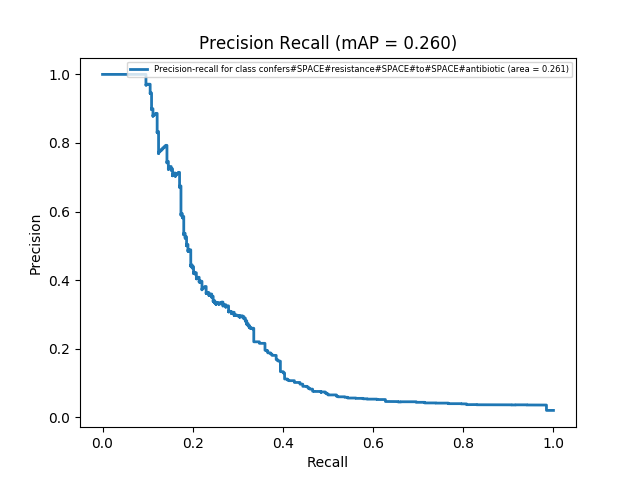 Precision Recall (mAP = 0.260)
Precision-recall for class confers#SPACE#resistance#SPACE#to#SPACE#antibiotic (area = 0.261)
1.0
0.8
0.6
0.4
0.2
0.0
Precision
0.0 0.2 0.4 0.6 0.8 1.0
Recall